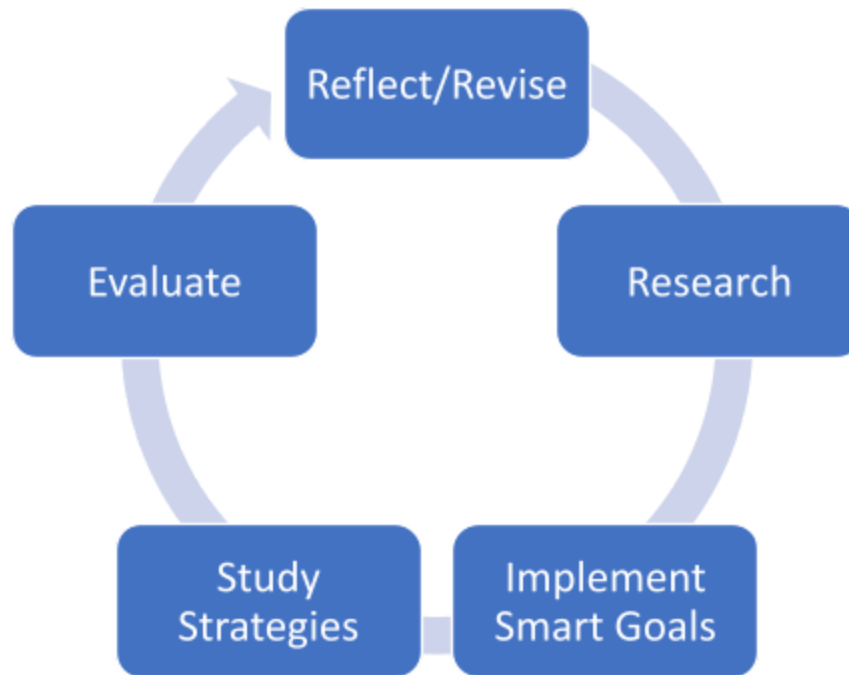 Reflect/Revise
Research
Implement
Smart Goals
Study
Strategies
Evaluate